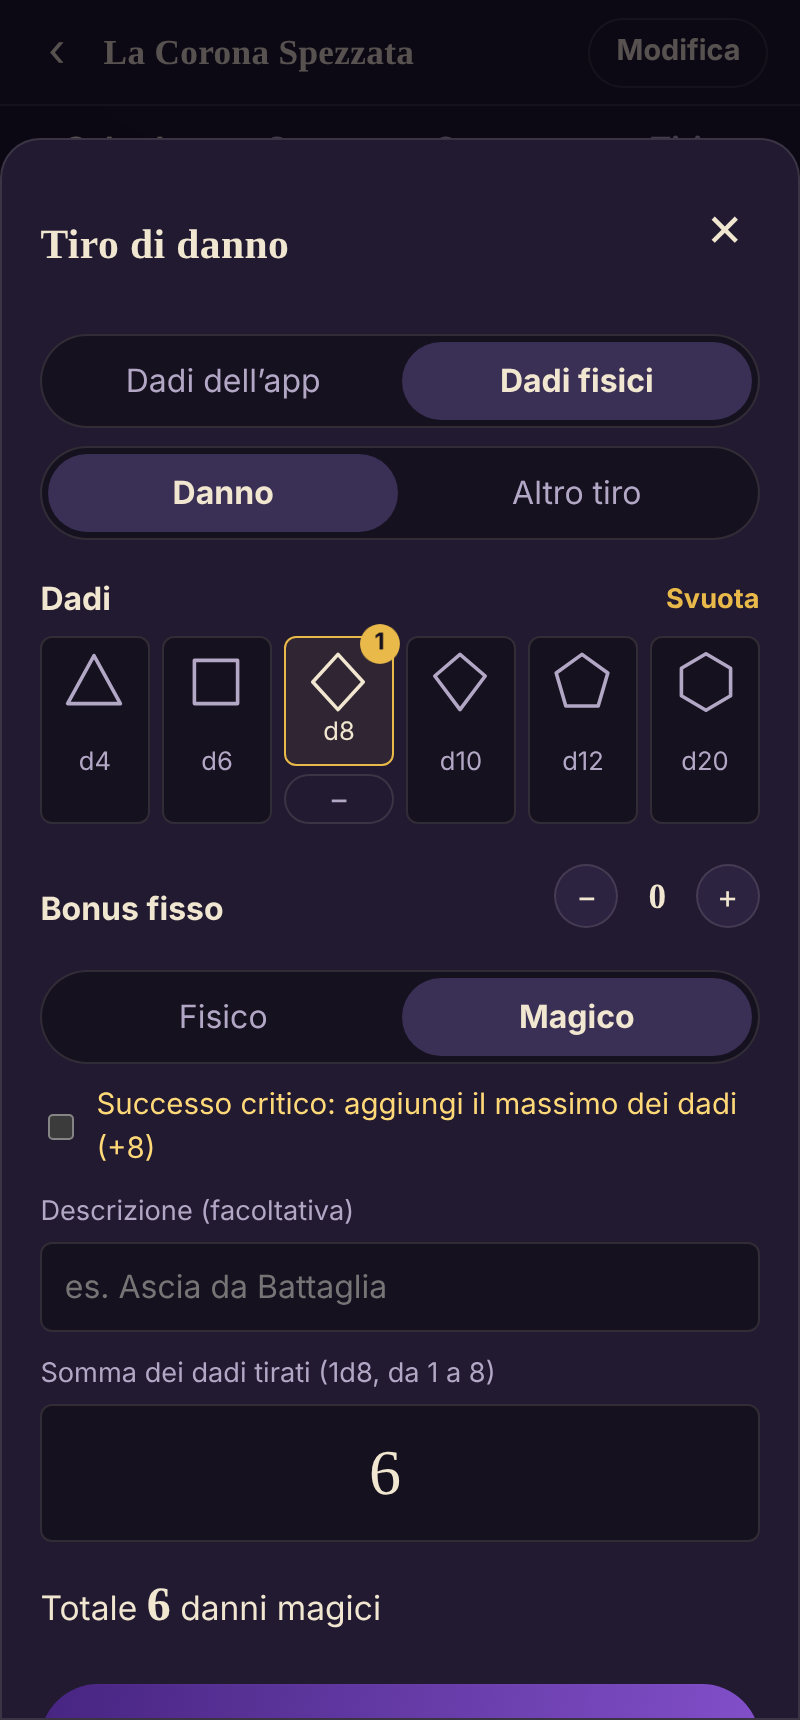 La Corona Spezzata
Modifica
Tiro di danno
Dadi dell’app
Dadi fisici
Danno
Altro tiro
Dadi
Svuota
1
d4
d6
d8
d10
d12
d20
–
Bonus fisso
– 0 +
Fisico
Magico
Successo critico: aggiungi il massimo dei dadi
(+8)
Descrizione (facoltativa)
es. Ascia da Battaglia
Somma dei dadi tirati (1d8, da 1 a 8)
6
Totale 6 danni magici